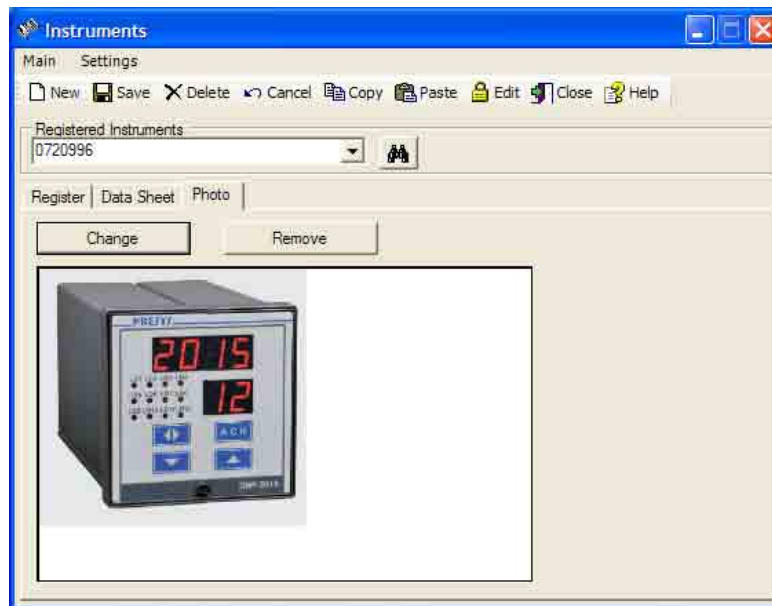 Instruments
Main Settings
New Save Delete Cancel Copy Paste Edit Close Help
Registered Instruments
0720996
Register Data Sheet Photo
Change Remove
2015
12
ACK